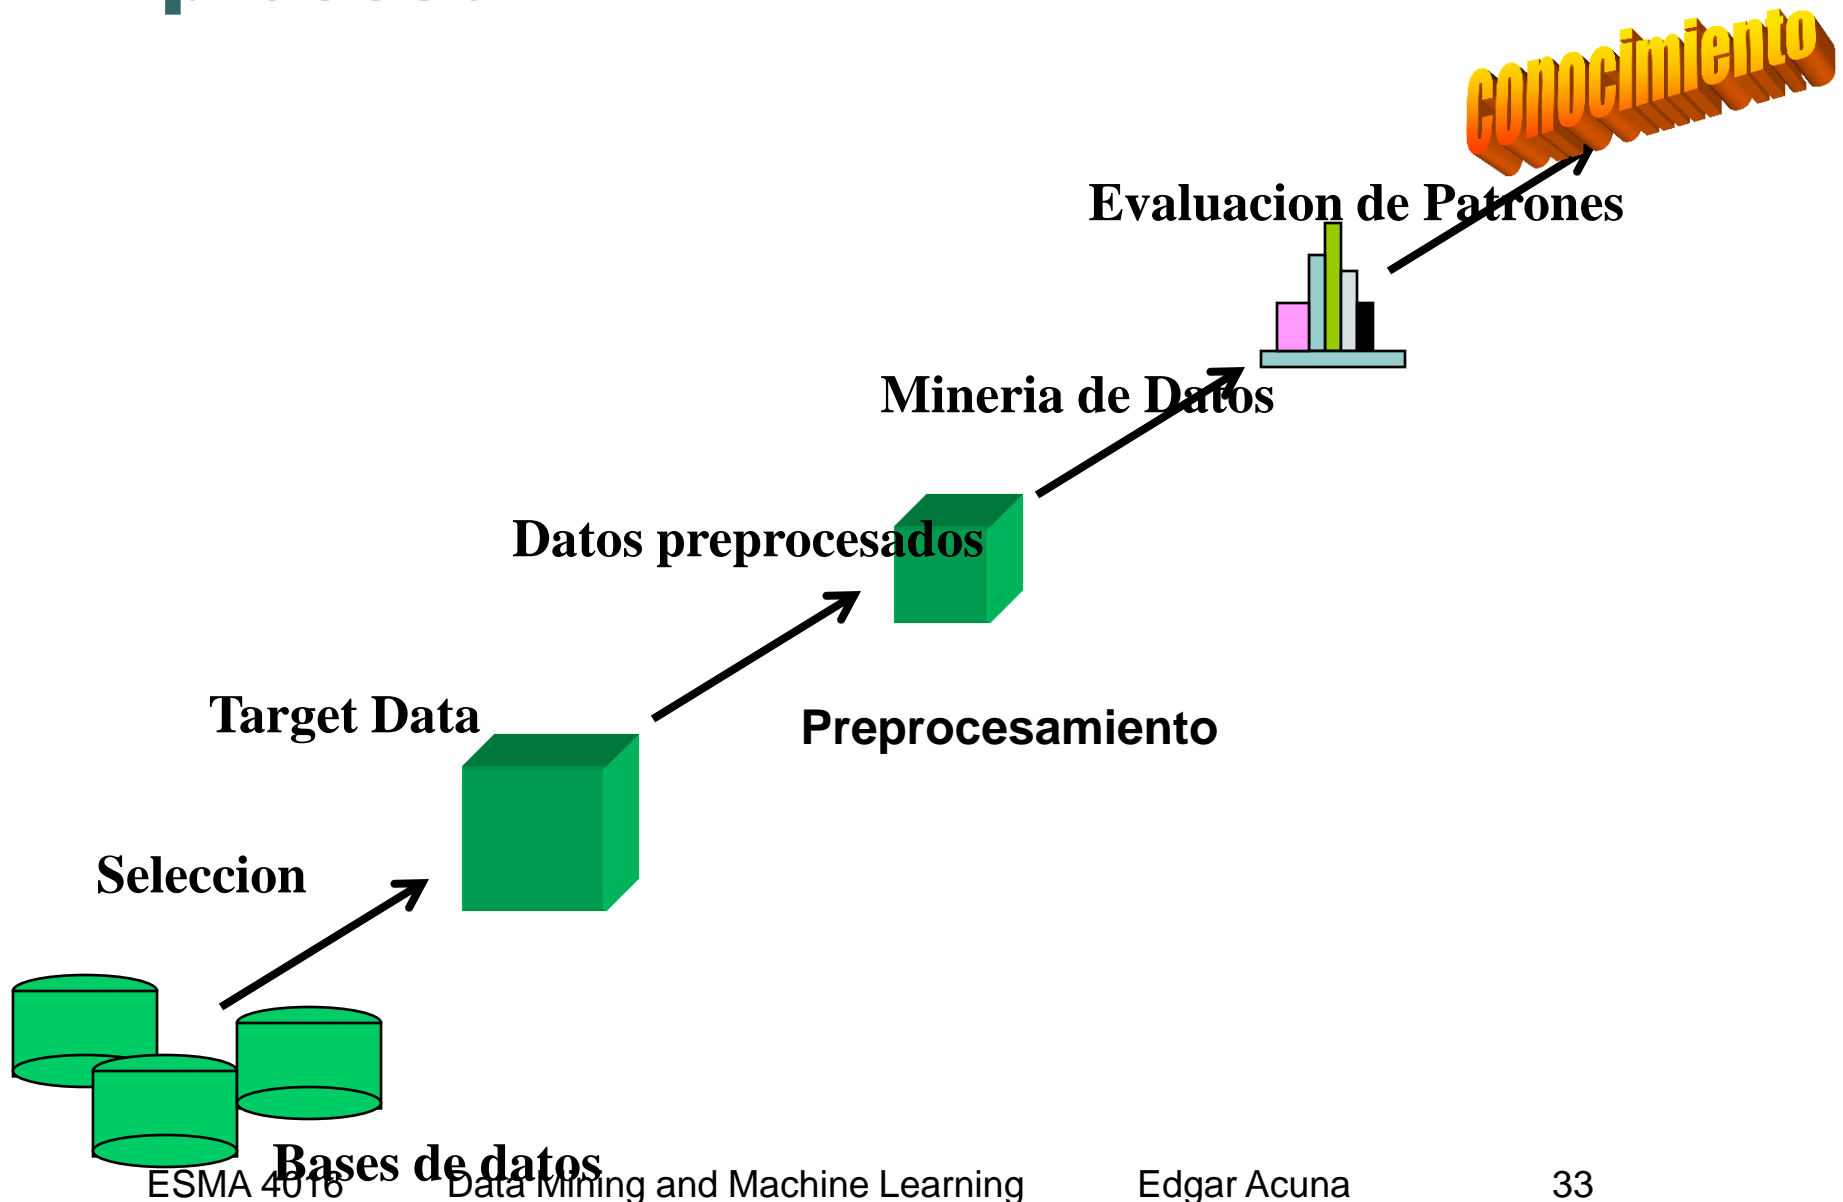 conocimiento
Evaluacion de Patrones
Mineria de Datos
Datos preprocesados
Target Data
Preprocesamiento
Seleccion
Bases de datos
ESMA 4016 Data Mining and Machine Learning Edgar Acuna 33